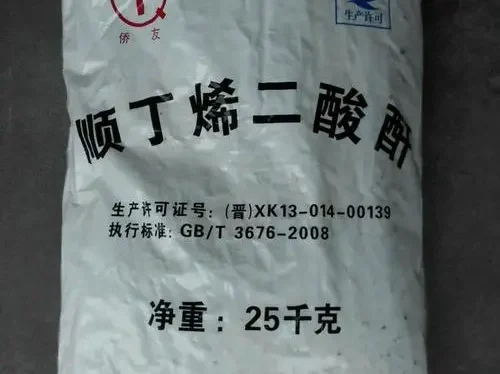 侨友
生产许可
顺丁烯二酸酐
生产许可证号：(晋)XK13-014-00139
执行标准：GB/T 3676-2008
净重：25千克